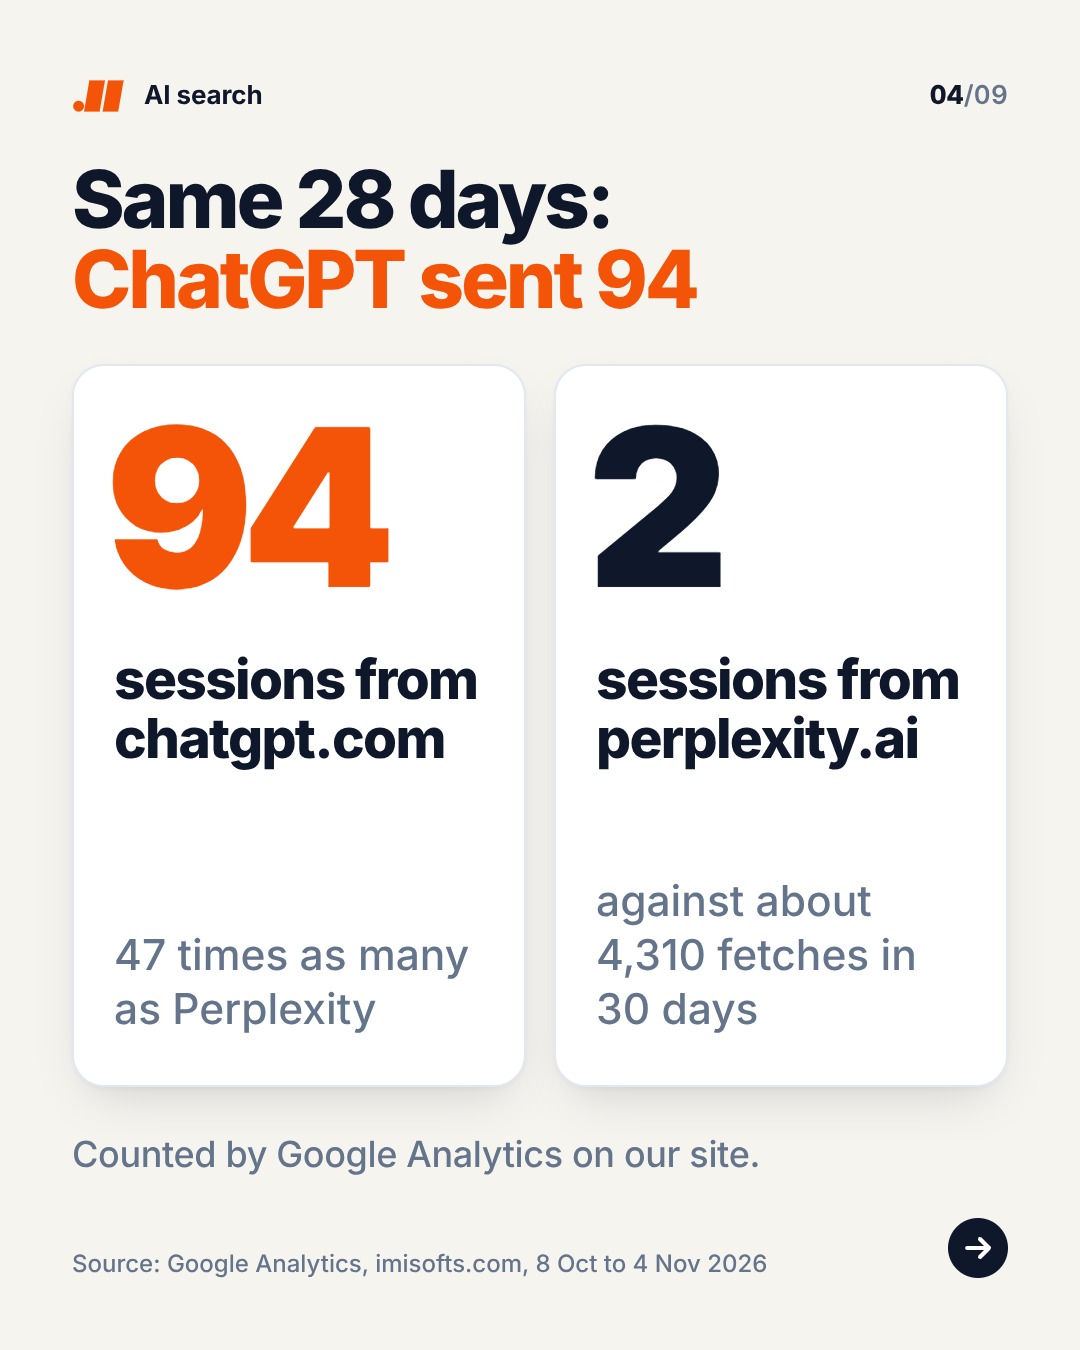 AI search
04/09
Same 28 days:
ChatGPT sent 94
94
sessions from
chatgpt.com
47 times as many
as Perplexity
2
sessions from
perplexity.ai
against about
4,310 fetches in
30 days
Counted by Google Analytics on our site.
Source: Google Analytics, imisofts.com, 8 Oct to 4 Nov 2026